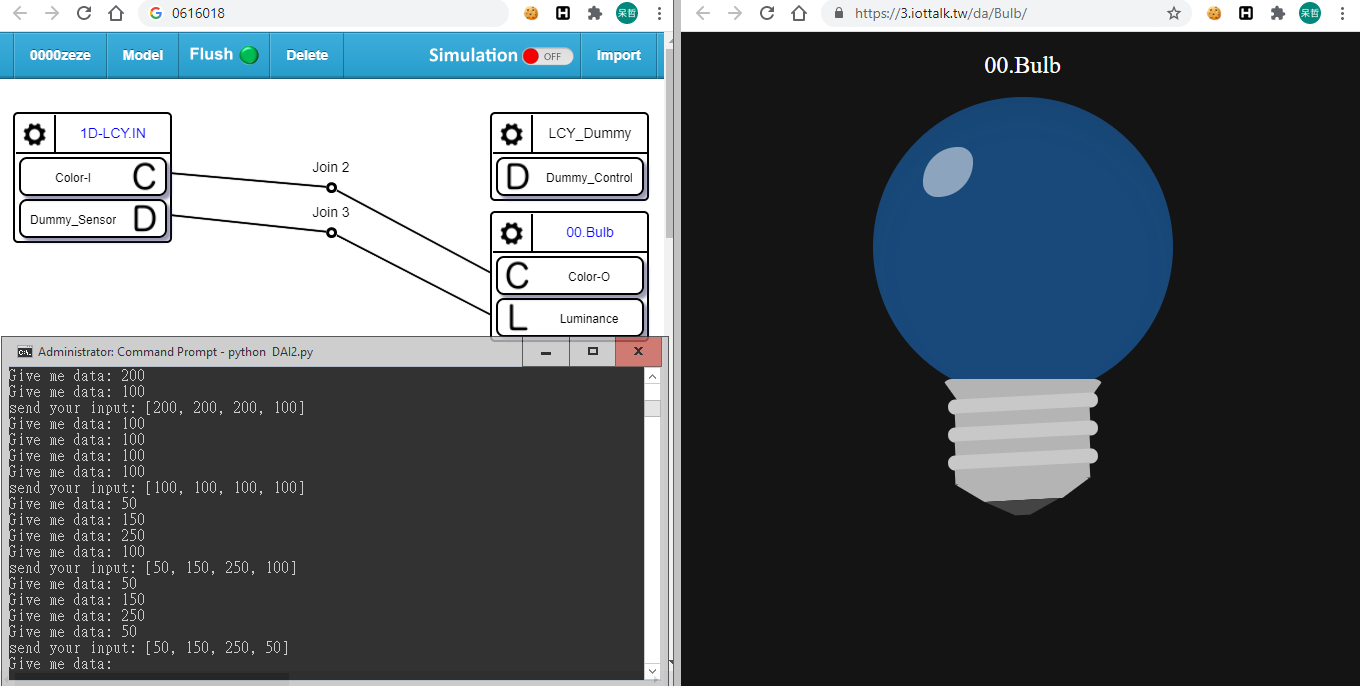 0616018
呆哲
https://3.iottalk.tw/da/Bulb/
呆哲
0000zeze
Model
Flush
Delete
Simulation
OFF
Import
1D-LCY.IN
Color-I
C
Dummy_Sensor
D
Join 2
Join 3
LCY_Dummy
D
Dummy_Control
00.Bulb
C
Color-O
L
Luminance
Administrator: Command Prompt - python DAI2.py
Give me data: 200
Give me data: 100
send your input: [200, 200, 200, 100]
Give me data: 100
Give me data: 100
Give me data: 100
Give me data: 100
send your input: [100, 100, 100, 100]
Give me data: 50
Give me data: 150
Give me data: 250
Give me data: 100
send your input: [50, 150, 250, 100]
Give me data: 50
Give me data: 150
Give me data: 250
Give me data: 50
send your input: [50, 150, 250, 50]
Give me data:
00.Bulb